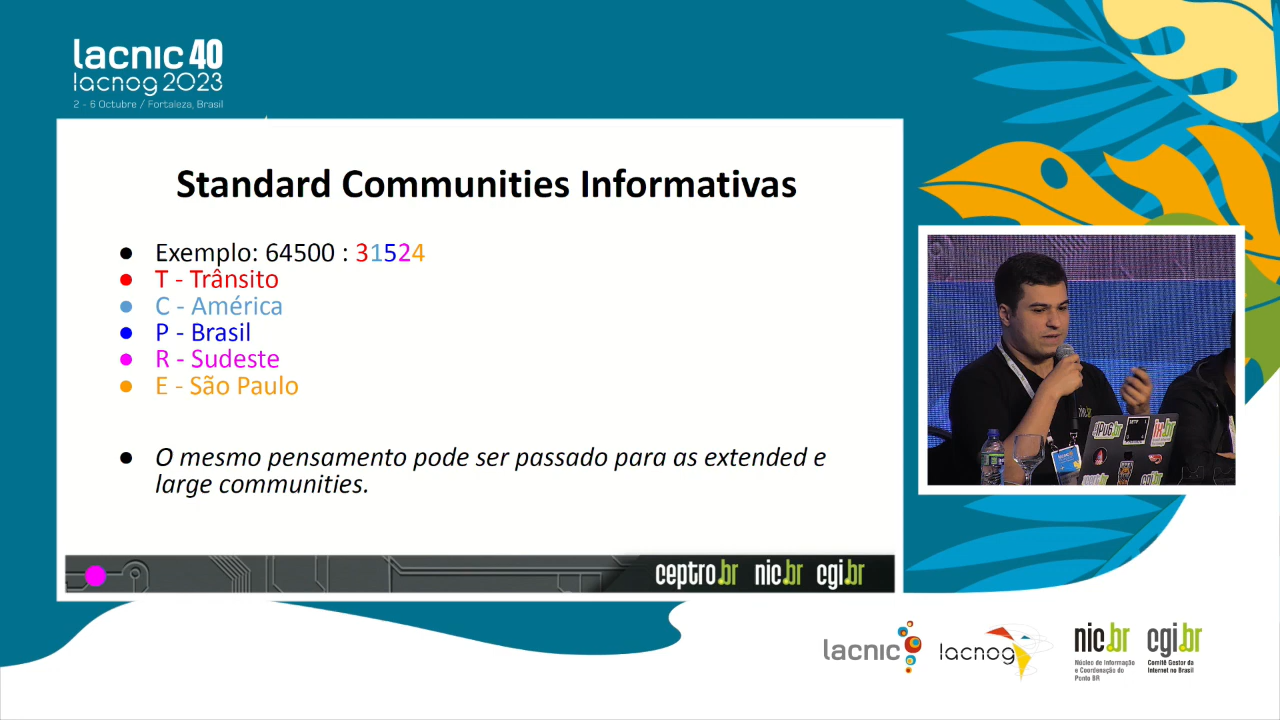 lacnic 40
lacnog 2023
2 - 6 Octubre / Fortaleza, Brasil
Standard Communities Informativas
● Exemplo: 64500 : 31524
● T - Trânsito
● C - América
● P - Brasil
● R - Sudeste
● E - São Paulo
● O mesmo pensamento pode ser passado para as extended e
large communities.
ceptro.br nic.br cgi.br
lacnic
lacnog
nic.br
Núcleo de Informação
e Coordenação do
Ponto BR
cgi.br
Comitê Gestor da
Internet no Brasil